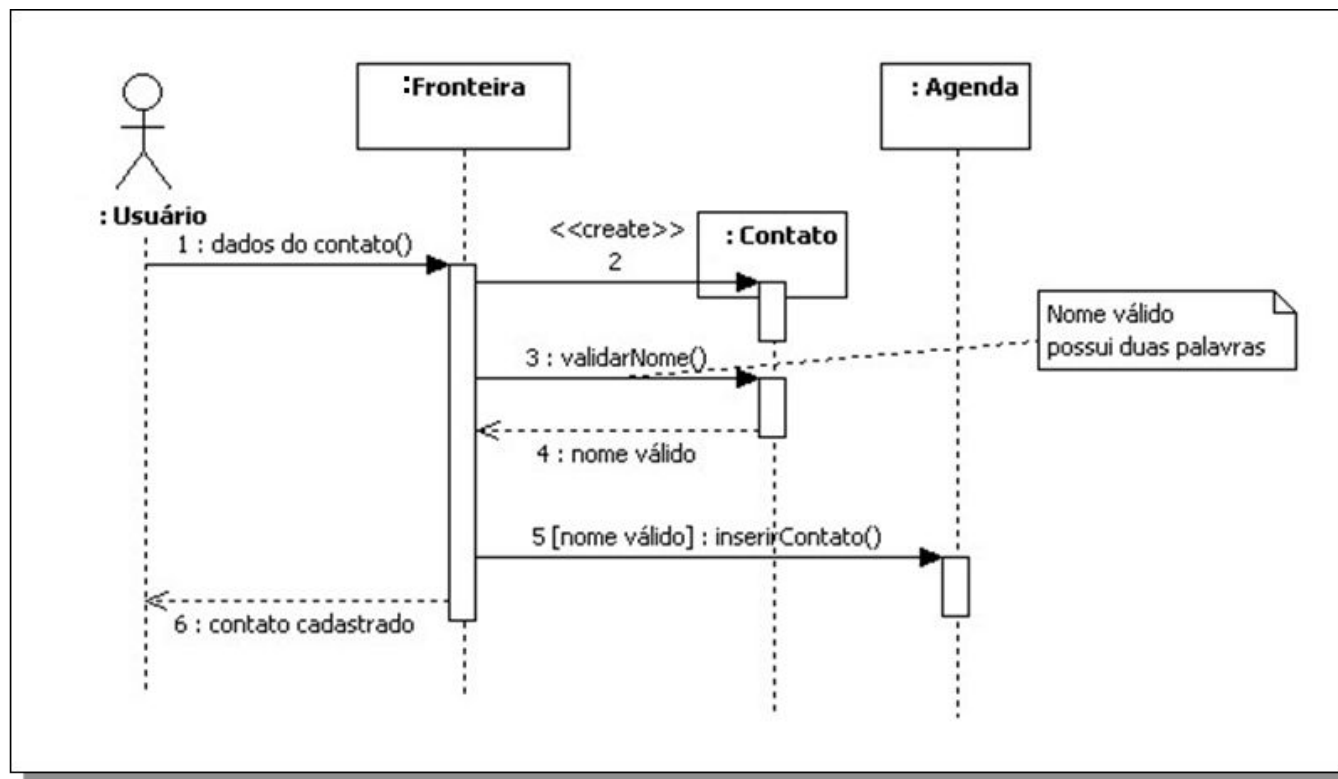 :Fronteira
: Agenda
: Usuário
1 : dados do contato()
<<create>>
2
: Contato
Nome válido
possui duas palavras
3 : validarNome()
4 : nome válido
5 [nome válido] : inserirContato()
6 : contato cadastrado